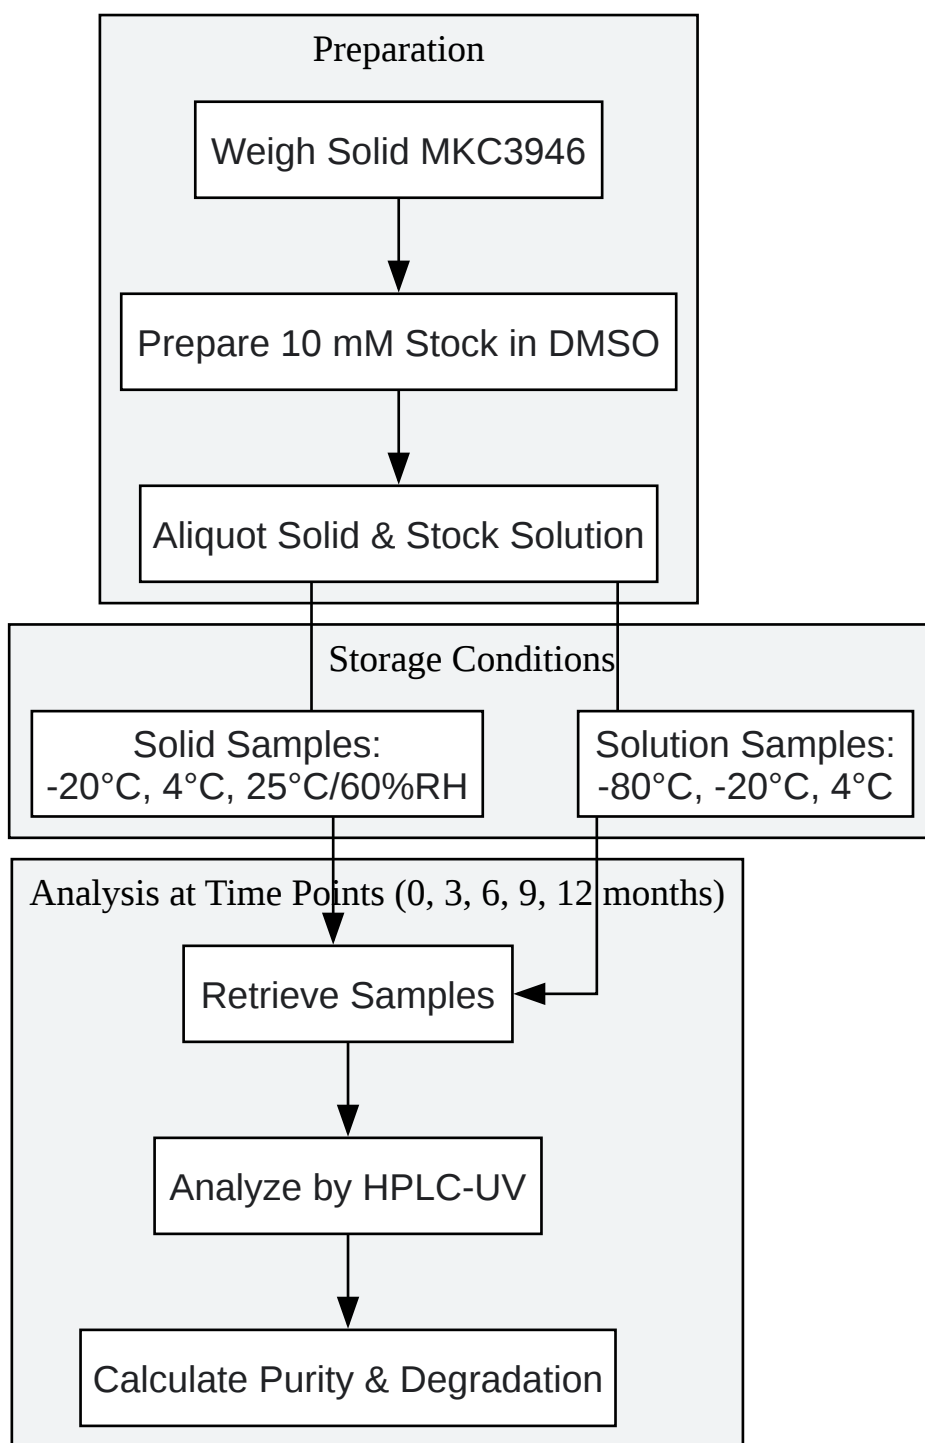 Preparation
Weigh Solid MKC3946
Prepare 10 mM Stock in DMSO
Aliquot Solid & Stock Solution
Storage Conditions
Solid Samples:
-20°C, 4°C, 25°C/60%RH
Solution Samples:
-80°C, -20°C, 4°C
Analysis at Time Points (0, 3, 6, 9, 12 months)
Retrieve Samples
Analyze by HPLC-UV
Calculate Purity & Degradation